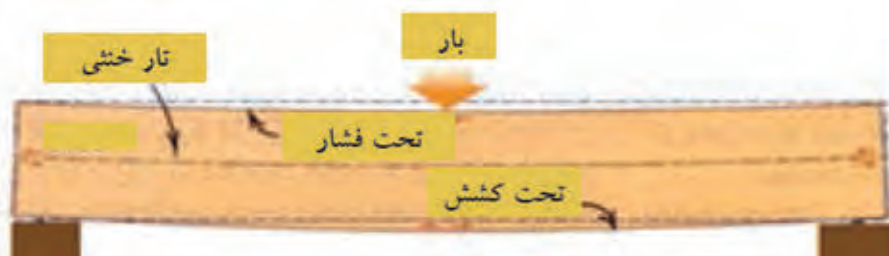 بار
تار خنثی
تحت فشار
تحت کشش